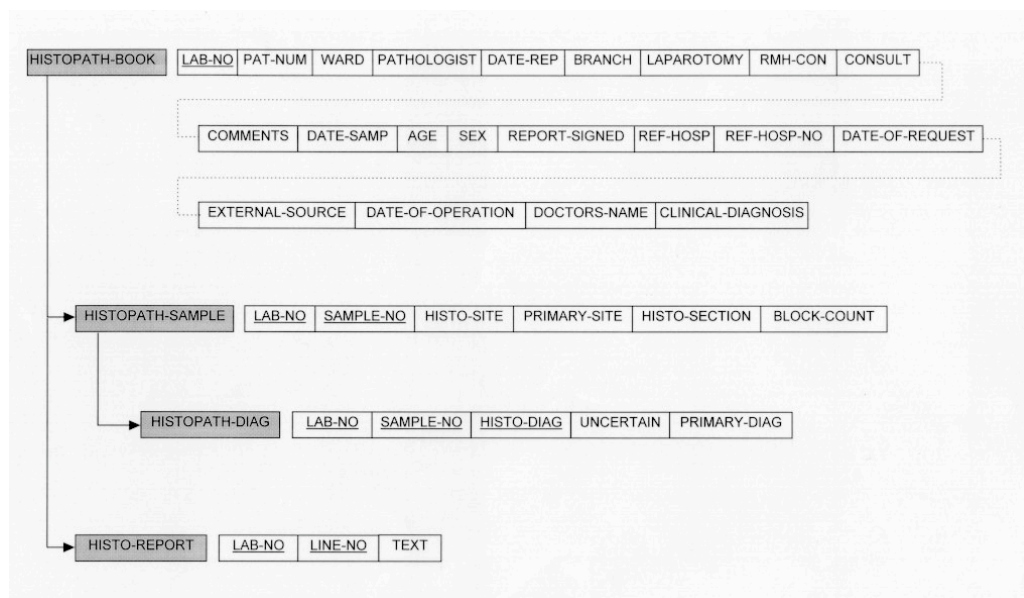 HISTOPATH-BOOK LAB-NO PAT-NUM WARD PATHOLOGIST DATE-REP BRANCH LAPAROTOMY RMH-CON CONSULT
COMMENTS DATE-SAMP AGE SEX REPORT-SIGNED REF-HOSP REF-HOSP-NO DATE-OF-REQUEST
EXTERNAL-SOURCE DATE-OF-OPERATION DOCTORS-NAME CLINICAL-DIAGNOSIS
HISTOPATH-SAMPLE LAB-NO SAMPLE-NO HISTO-SITE PRIMARY-SITE HISTO-SECTION BLOCK-COUNT
HISTOPATH-DIAG LAB-NO SAMPLE-NO HISTO-DIAG UNCERTAIN PRIMARY-DIAG
HISTO-REPORT LAB-NO LINE-NO TEXT